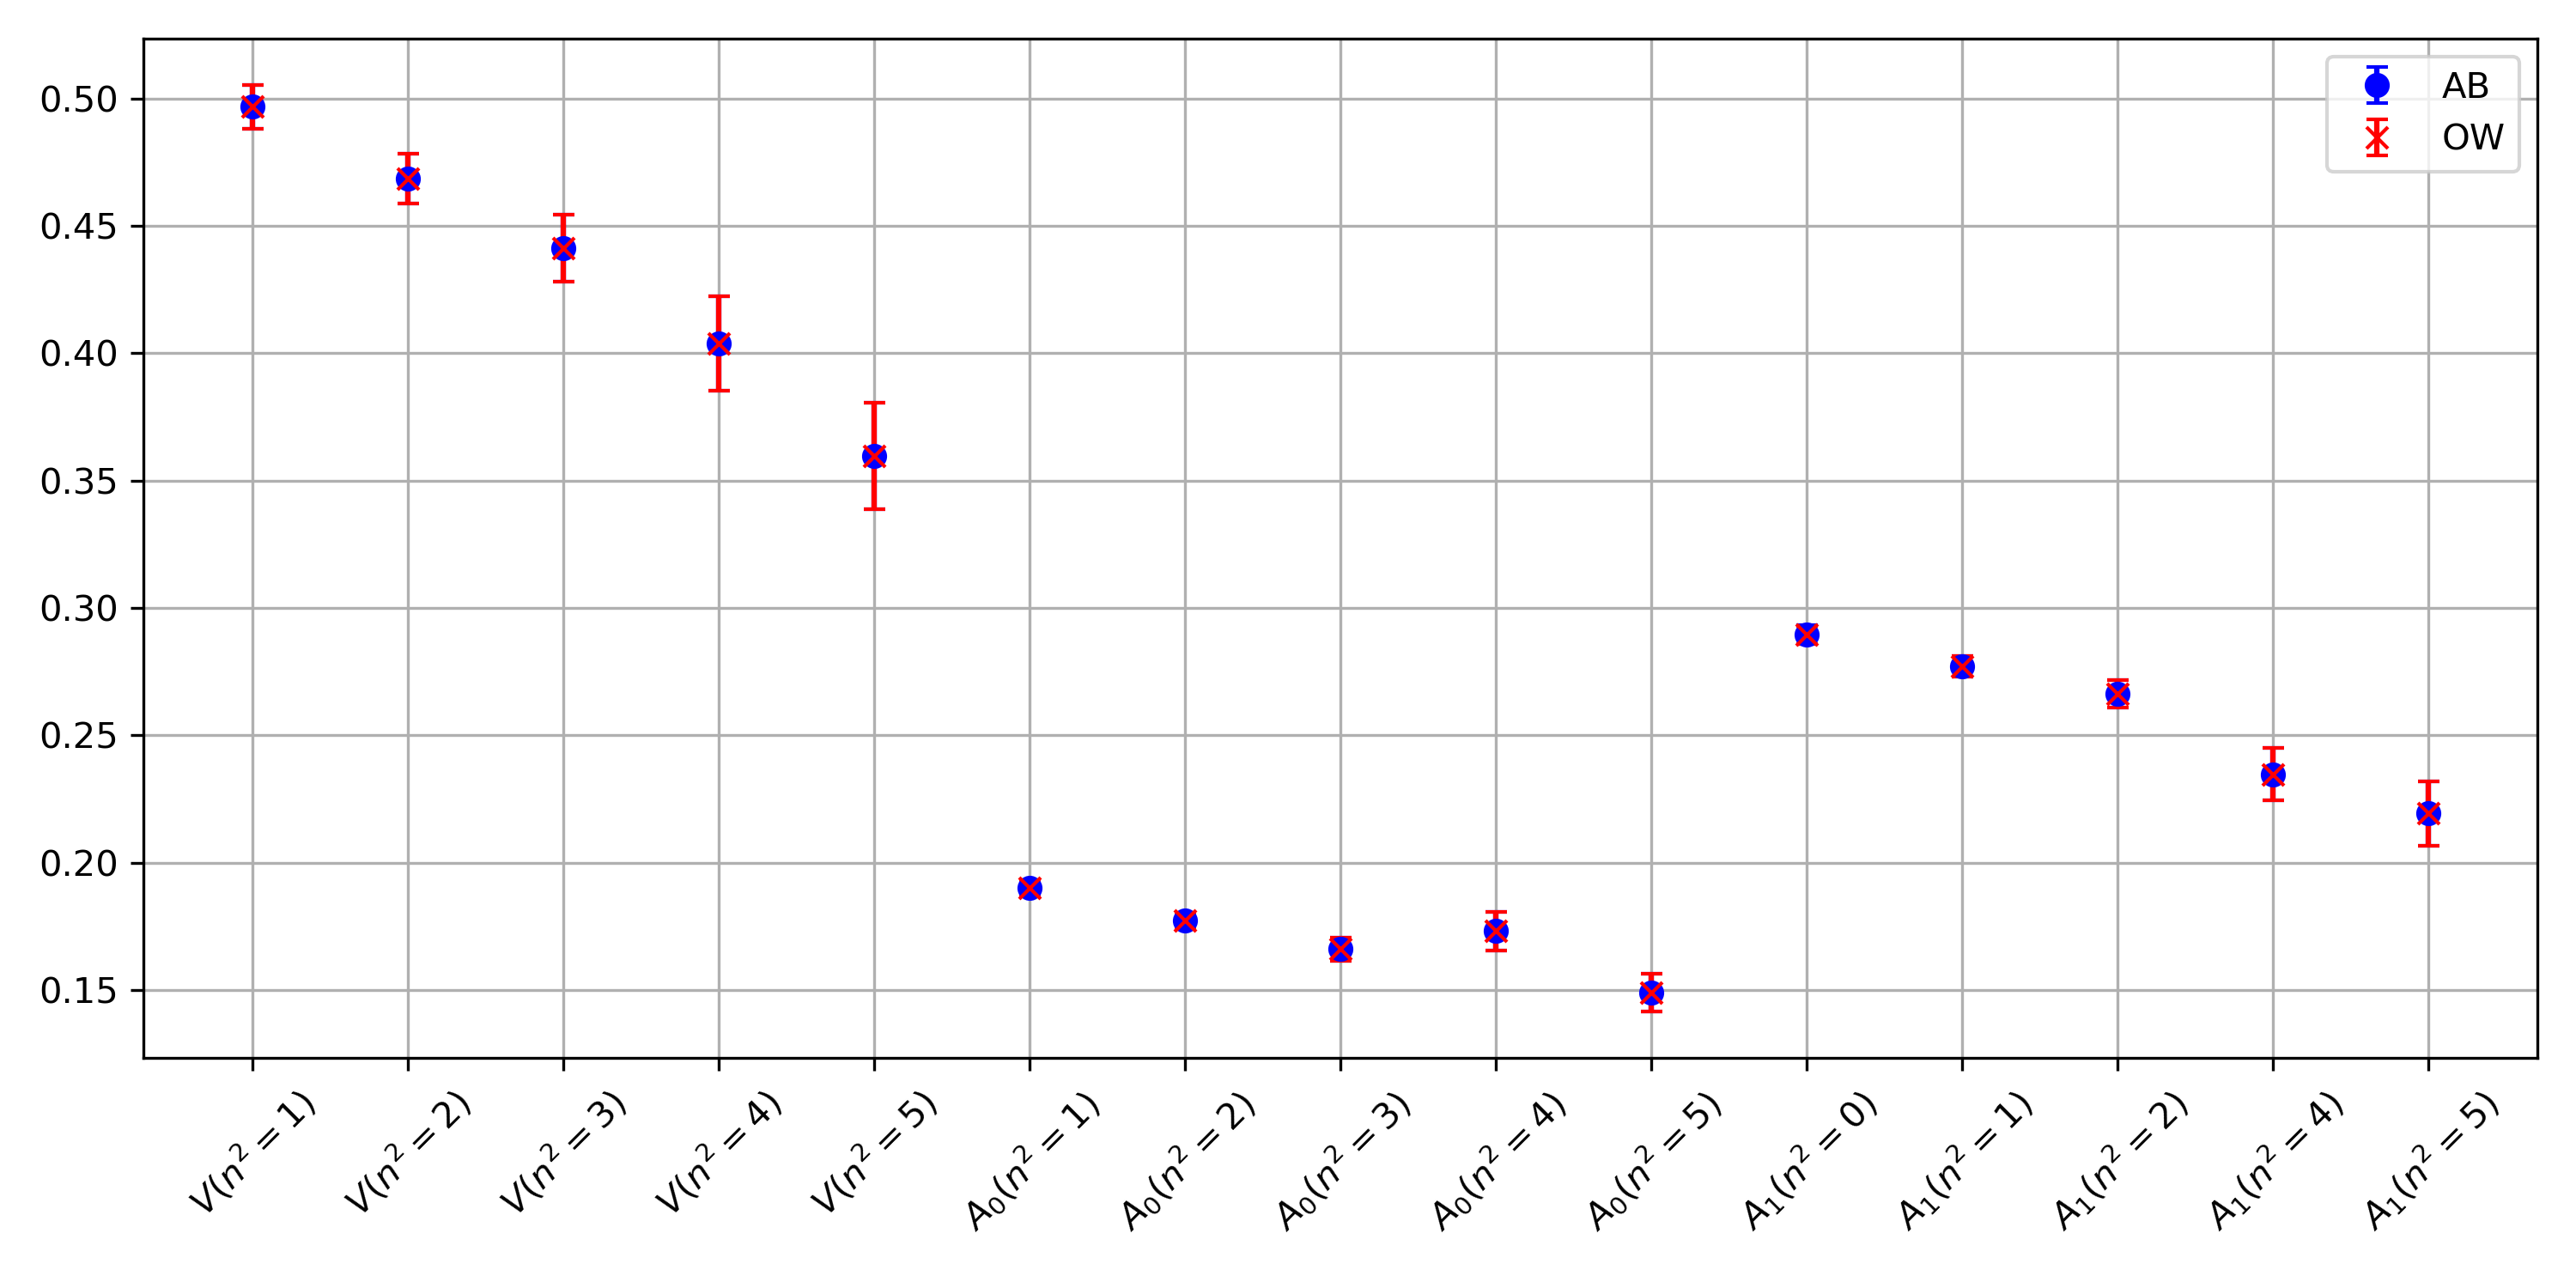 0.50
0.45
0.40
0.35
0.30
0.25
0.20
0.15
AB
OW
V(n²=1)
V(n²=2)
V(n²=3)
V(n²=4)
V(n²=5)
A₀(n²=1)
A₀(n²=2)
A₀(n²=3)
A₀(n²=4)
A₀(n²=5)
A₁(n²=0)
A₁(n²=1)
A₁(n²=2)
A₁(n²=4)
A₁(n²=5)